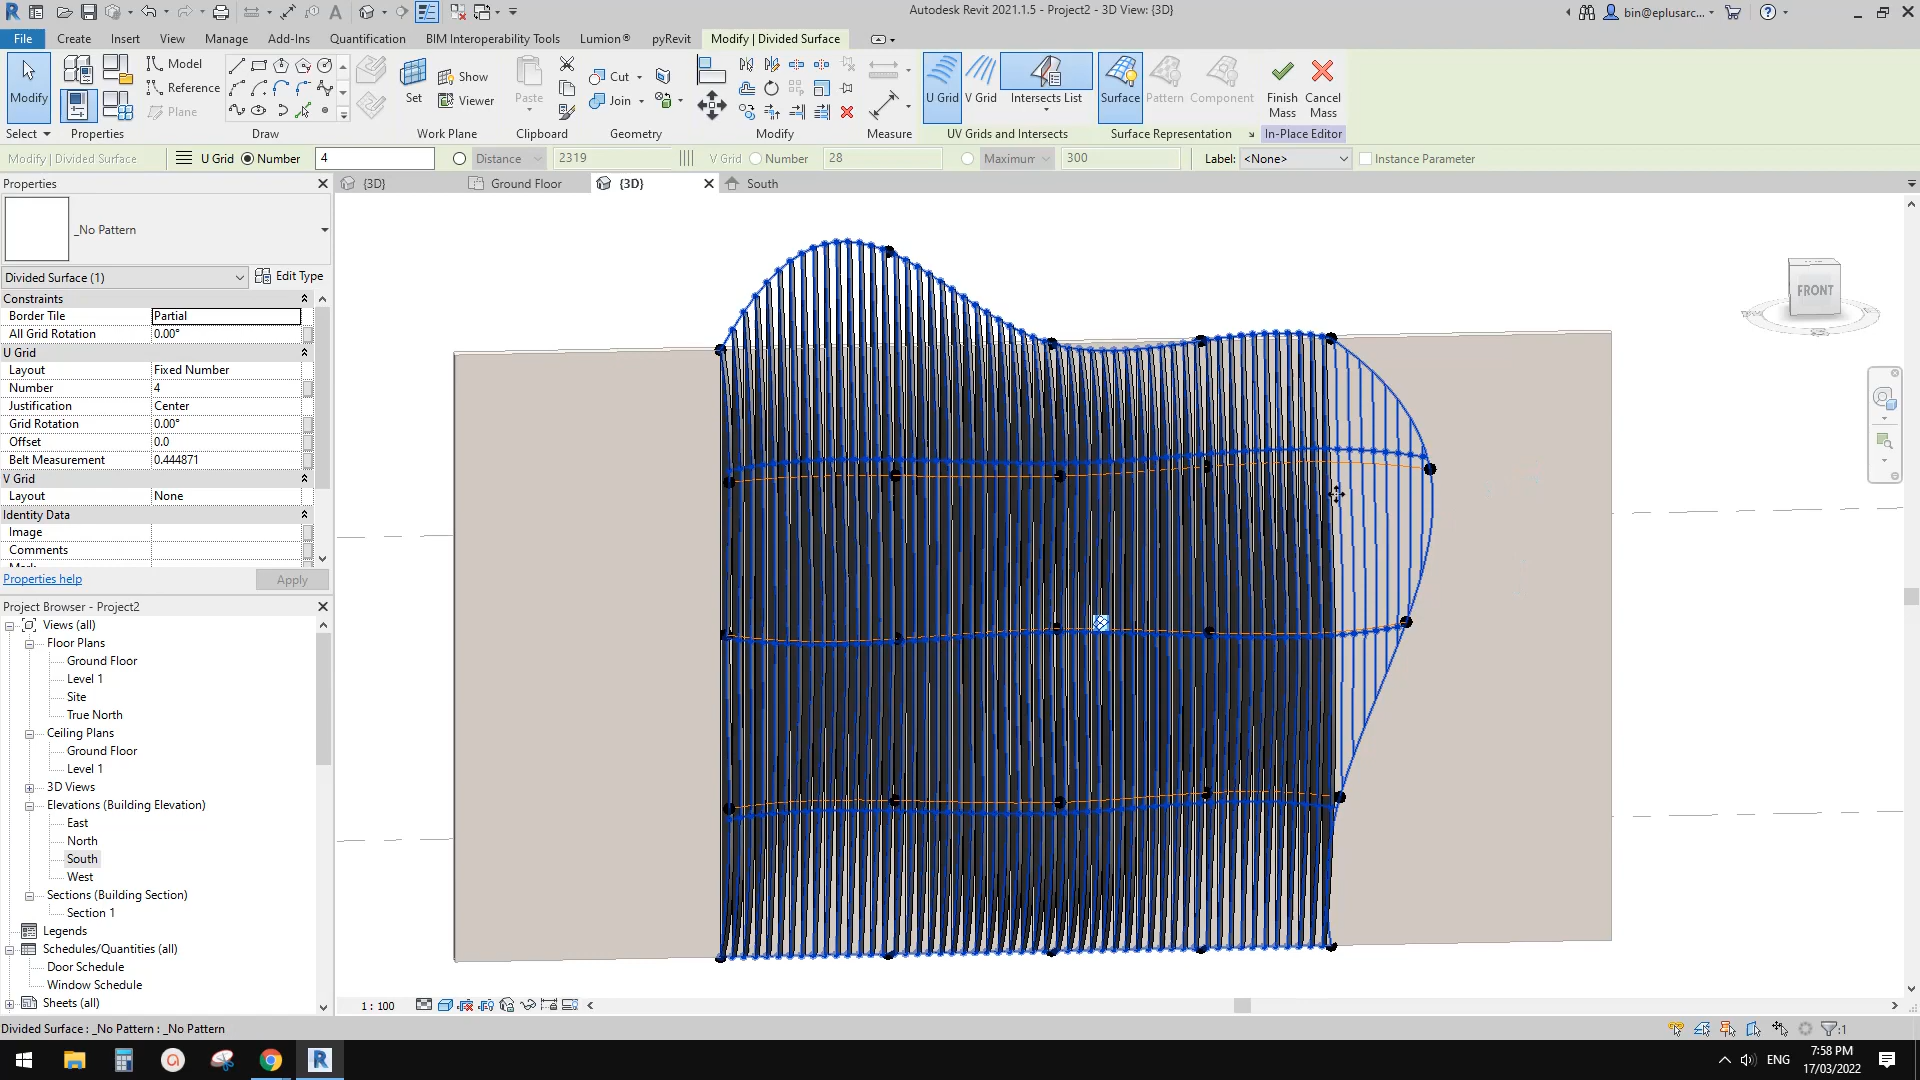 Autodesk Revit 2021.1.5 - Project2 - 3D View: {3D}
bin@eplusarc...
File
Create
Insert
View
Manage
Add-Ins
Quantification
BIM Interoperability Tools
Lumion®
pyRevit
Modify | Divided Surface
Modify
Model
Reference
Plane
Set
Show
Viewer
Paste
Cut
Join
U Grid
V Grid
Intersects List
Surface
Pattern
Component
Finish Mass
Cancel Mass
Select
Properties
Draw
Work Plane
Clipboard
Geometry
Modify
Measure
UV Grids and Intersects
Surface Representation
In-Place Editor
Modify | Divided Surface
U Grid
Number
4
Distance
2319
V Grid
Number
28
Maximum
300
Label:
<None>
Instance Parameter
Properties
{3D}
Ground Floor
{3D}
South
_No Pattern
Divided Surface (1)
Edit Type
Constraints
Border Tile
Partial
All Grid Rotation
0.00°
U Grid
Layout
Fixed Number
Number
4
Justification
Center
Grid Rotation
0.00°
Offset
0.0
Belt Measurement
0.444871
V Grid
Layout
None
Identity Data
Image
Comments
Properties help
Apply
Project Browser - Project2
Views (all)
Floor Plans
Ground Floor
Level 1
Site
True North
Ceiling Plans
Ground Floor
Level 1
3D Views
Elevations (Building Elevation)
East
North
South
West
Sections (Building Section)
Section 1
Legends
Schedules/Quantities (all)
Door Schedule
Window Schedule
Sheets (all)
FRONT
1 : 100
Divided Surface : _No Pattern : _No Pattern
:1
ENG
7:58 PM
17/03/2022